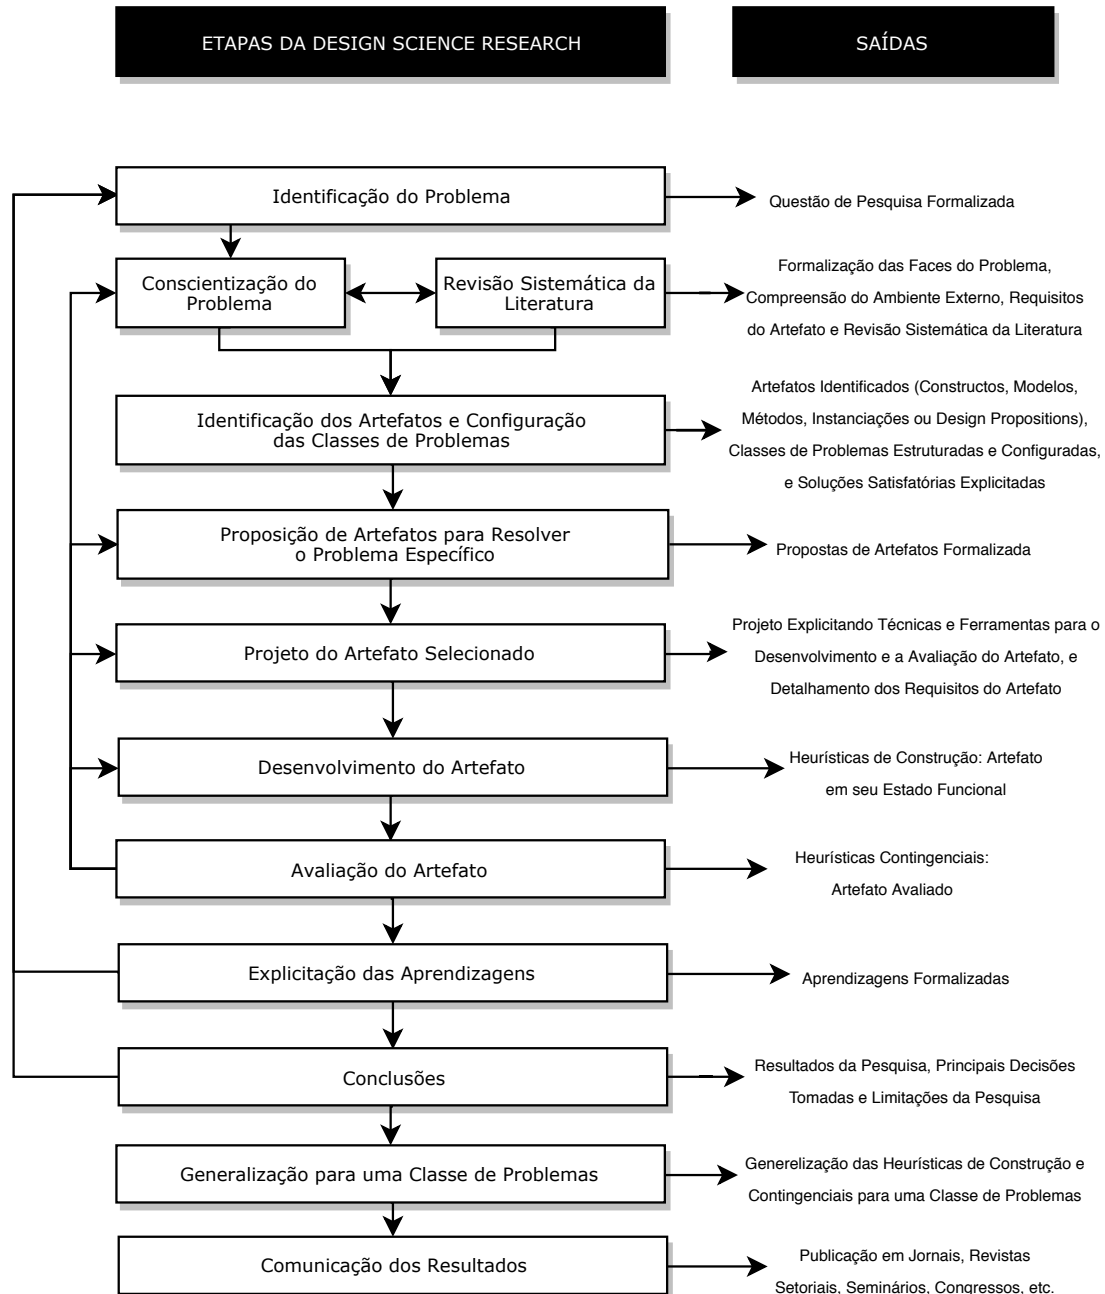 ETAPAS DA DESIGN SCIENCE RESEARCH
SAÍDAS
Identificação do Problema
Questão de Pesquisa Formalizada
Conscientização do
Problema
Revisão Sistemática da
Literatura
Formalização das Faces do Problema,
Compreensão do Ambiente Externo, Requisitos
do Artefato e Revisão Sistemática da Literatura
Identificação dos Artefatos e Configuração
das Classes de Problemas
Artefatos Identificados (Constructos, Modelos,
Métodos, Instanciações ou Design Propositions),
Classes de Problemas Estruturadas e Configuradas,
e Soluções Satisfatórias Explicitadas
Proposição de Artefatos para Resolver
o Problema Específico
Propostas de Artefatos Formalizada
Projeto do Artefato Selecionado
Projeto Explicitando Técnicas e Ferramentas para o
Desenvolvimento e a Avaliação do Artefato, e
Detalhamento dos Requisitos do Artefato
Desenvolvimento do Artefato
Heurísticas de Construção: Artefato
em seu Estado Funcional
Avaliação do Artefato
Heurísticas Contingenciais:
Artefato Avaliado
Explicitação das Aprendizagens
Aprendizagens Formalizadas
Conclusões
Resultados da Pesquisa, Principais Decisões
Tomadas e Limitações da Pesquisa
Generalização para uma Classe de Problemas
Generelização das Heurísticas de Construção e
Contingenciais para uma Classe de Problemas
Comunicação dos Resultados
Publicação em Jornais, Revistas
Setoriais, Seminários, Congressos, etc.